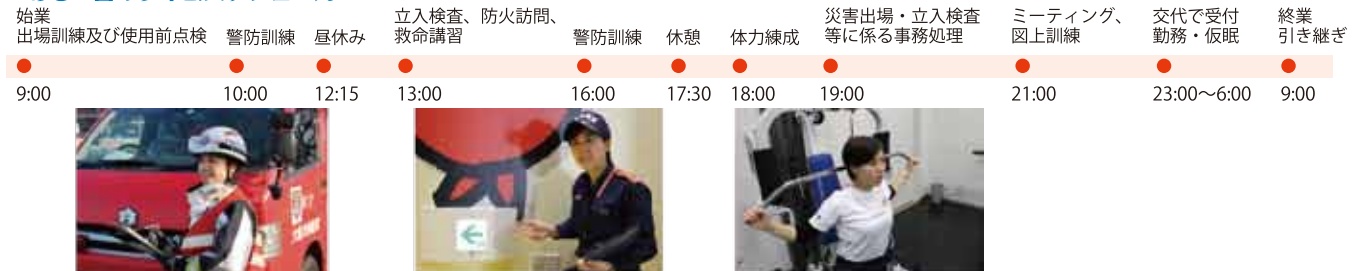 始業
出場訓練及び使用前点検
警防訓練
昼休み
立入検査、防火訪問、
救命講習
警防訓練
休憩
体力練成
災害出場・立入検査
等に係る事務処理
ミーティング、
図上訓練
交代で受付
勤務・仮眠
終業
引き継ぎ
9:00
10:00
12:15
13:00
16:00
17:30
18:00
19:00
21:00
23:00〜6:00
9:00